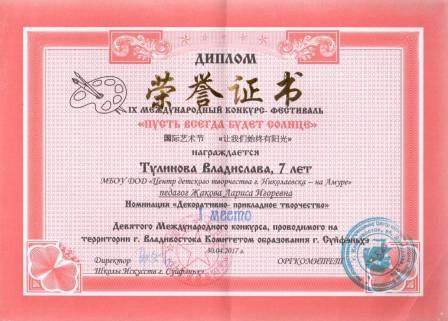 ДИПЛОМ
荣誉证书
IX МЕЖДУНАРОДНЫЙ КОНКУРС- ФЕСТИВАЛЬ
«ПУСТЬ ВСЕГДА БУДЕТ СОЛНЦЕ»
国际艺术节 «让我们始终有阳光»
НАГРАЖДАЕТСЯ
Тулинова Владислава, 7 лет
МБОУ DОД «Центр детского творчества г. Николаевска – на Амуре»
педагог Жакова Лариса Игоревна
Номинация «Декоративно- прикладное творчество»
I место
Девятого Международного конкурса, проводимого на
территории г. Владивостока Комитетом образования г. Суйфэньхэ
30.04.2017 г.
Директор ОРГКОМИТЕТ
Школы Искусств г. Суйфэньхэ